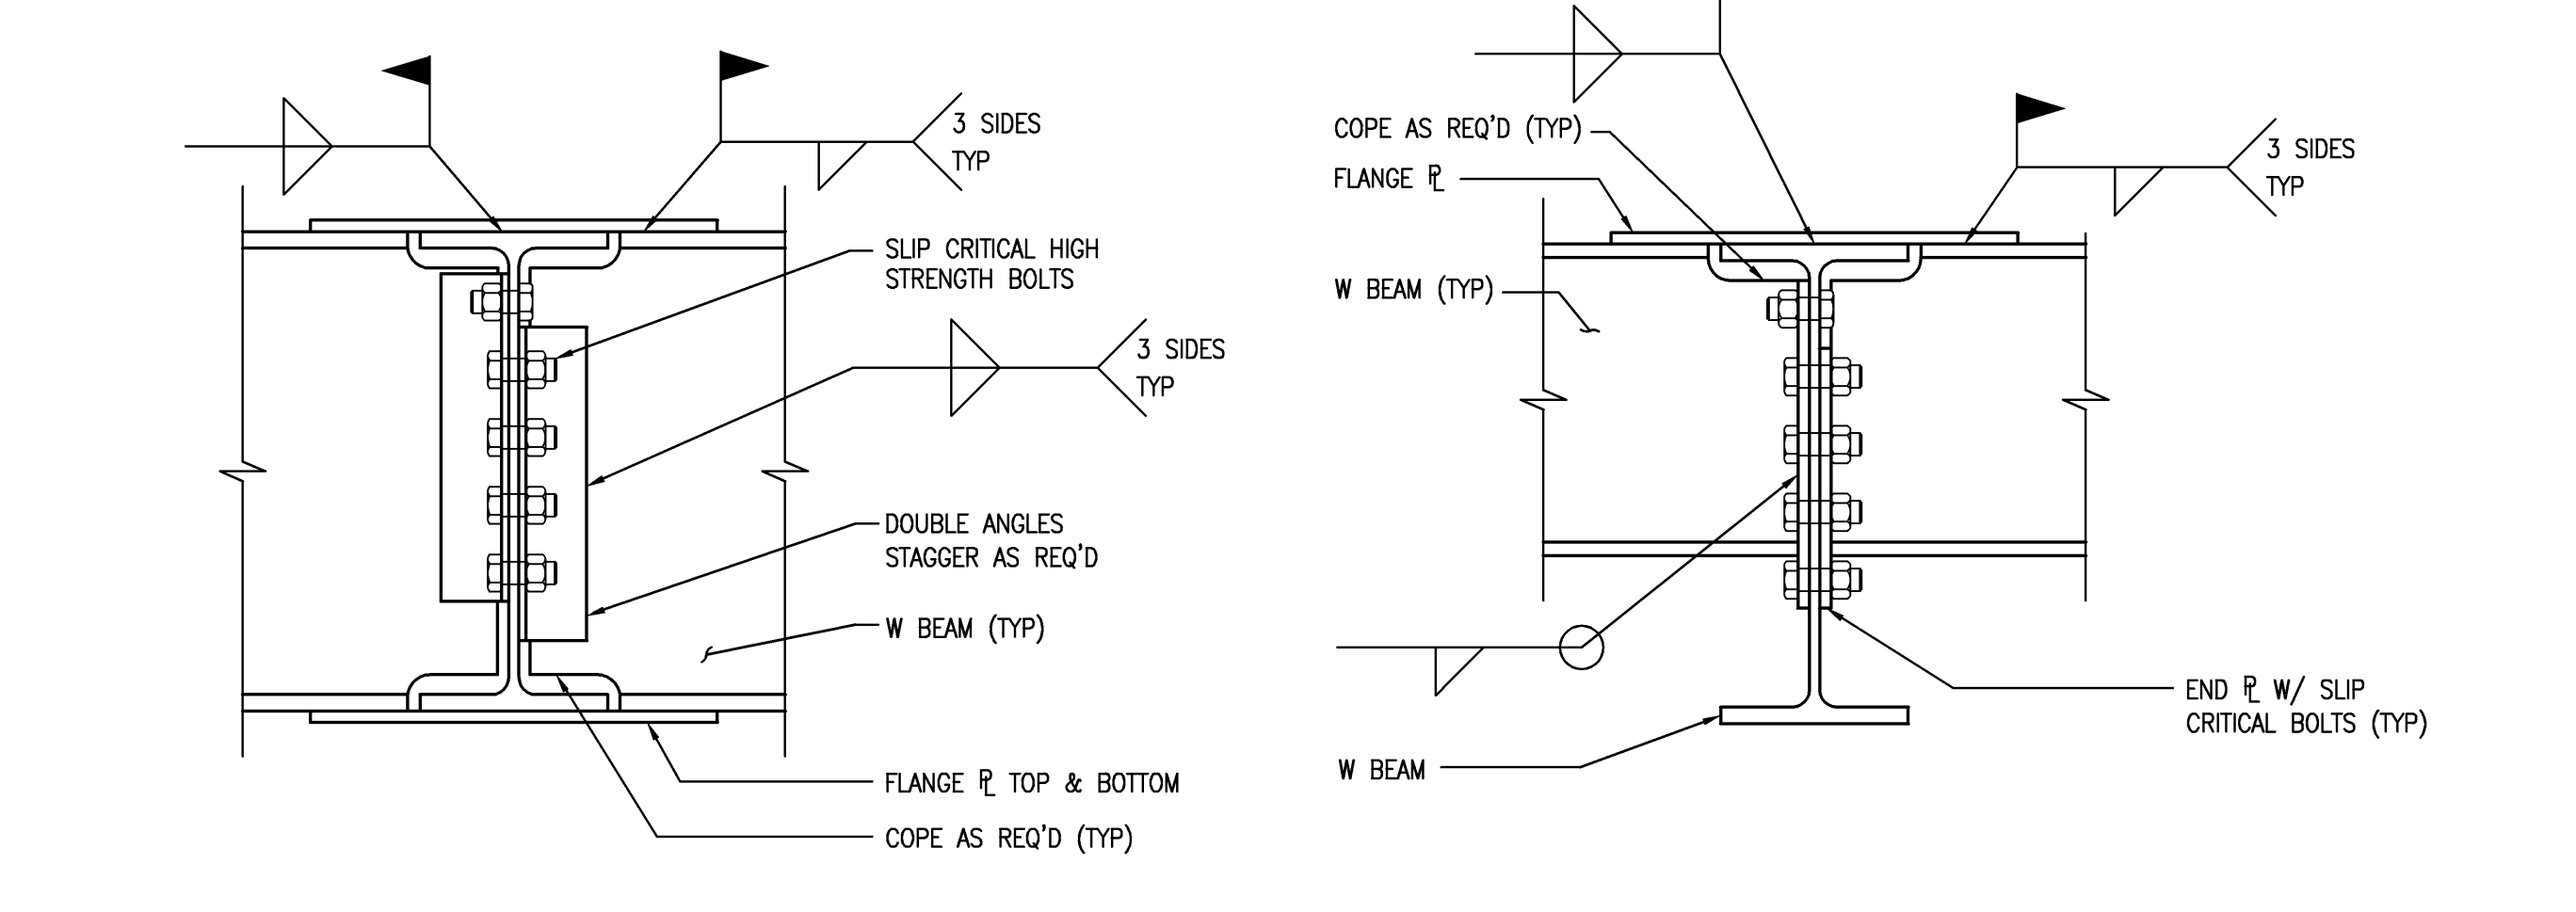 3 SIDES
TYP
SLIP CRITICAL HIGH
STRENGTH BOLTS
3 SIDES
TYP
DOUBLE ANGLES
STAGGER AS REQ'D
W BEAM (TYP)
FLANGE ⅊ TOP & BOTTOM
COPE AS REQ'D (TYP)
COPE AS REQ'D (TYP)
FLANGE ⅊
W BEAM (TYP)
3 SIDES
TYP
END ⅊ W/ SLIP
CRITICAL BOLTS (TYP)
W BEAM